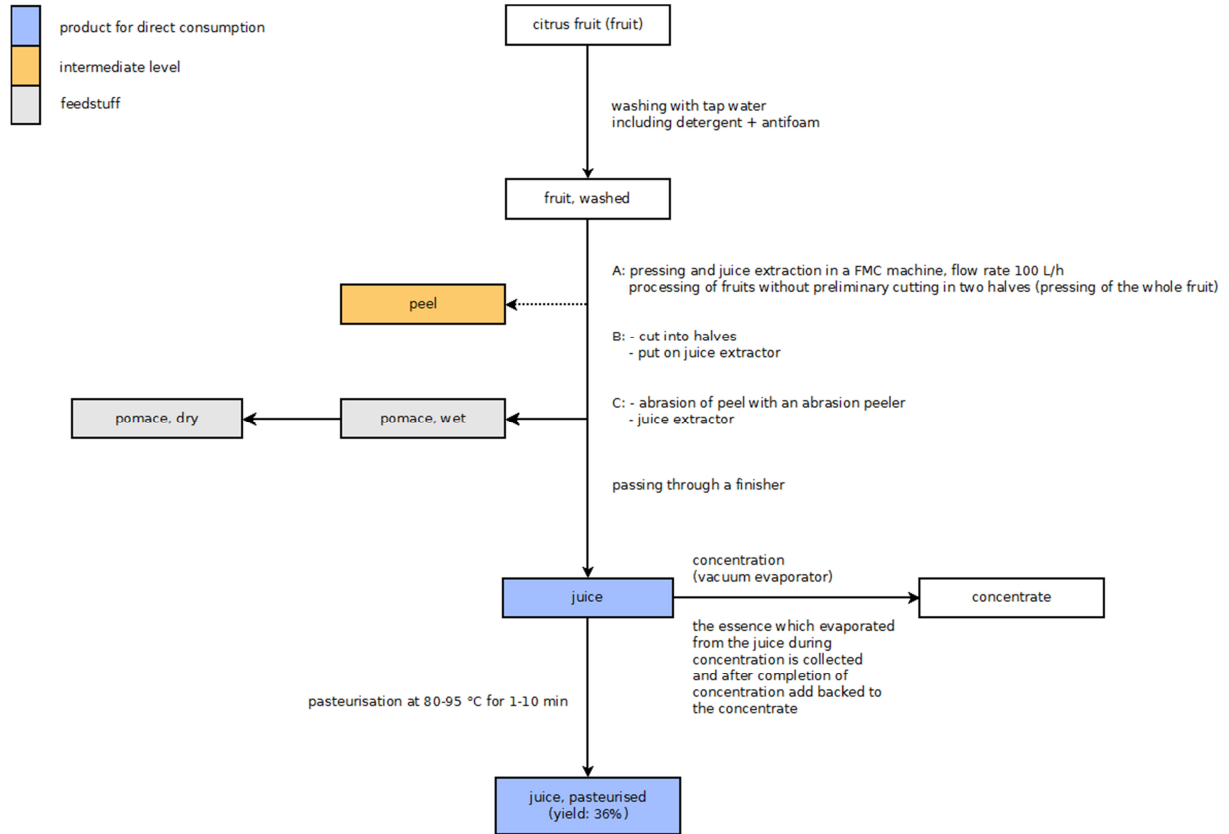 product for direct consumption
intermediate level
feedstuff
citrus fruit (fruit)
washing with tap water
including detergent + antifoam
fruit, washed
A: pressing and juice extraction in a FMC machine, flow rate 100 L/h
processing of fruits without preliminary cutting in two halves (pressing of the whole fruit)
peel
B: - cut into halves
- put on juice extractor
C: - abrasion of peel with an abrasion peeler
- juice extractor
pomace, dry
pomace, wet
passing through a finisher
concentration
(vacuum evaporator)
juice
concentrate
the essence which evaporated
from the juice during
concentration is collected
and after completion of
concentration add backed to
the concentrate
pasteurisation at 80-95 °C for 1-10 min
juice, pasteurised
(yield: 36%)